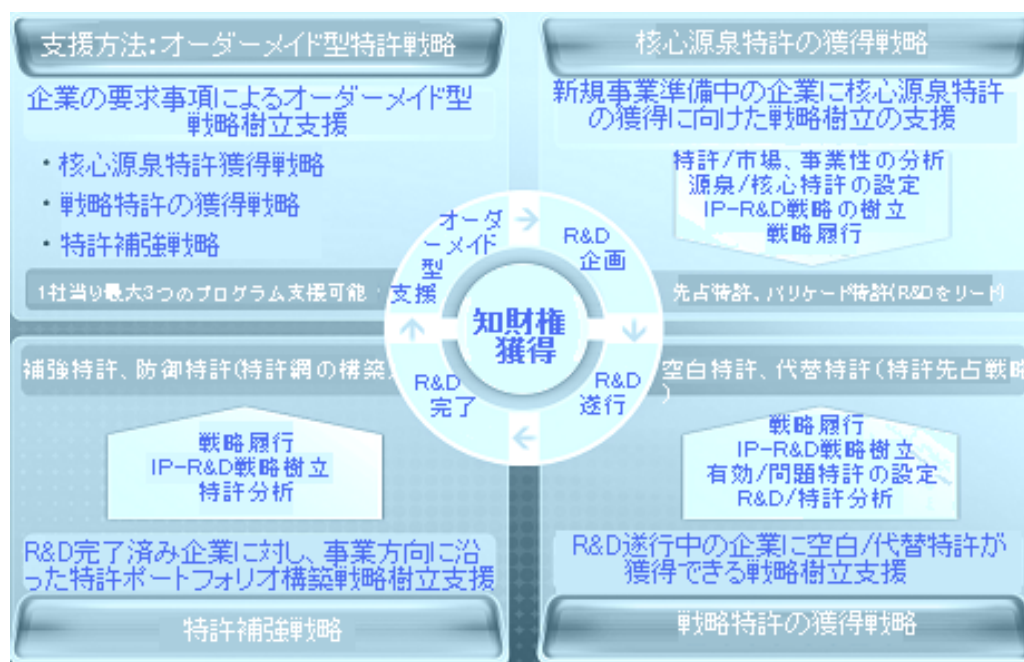 支援方法:オーダーメイド型特許戦略
企業の要求事項によるオーダーメイド型
戦略樹立支援
・核心源泉特許獲得戦略
・戦略特許の獲得戦略
・特許補強戦略
1社当り最大3つのプログラム支援可能
核心源泉特許の獲得戦略
新規事業準備中の企業に核心源泉特許
の獲得に向けた戦略樹立の支援
特許/市場、事業性の分析
源泉/核心特許の設定
IP-R&D戦略の樹立
戦略履行
先占特許、バリケード特許(R&Dをリード)
オーダ
ーメイド
型
支援
R&D
企画
知財権
獲得
R&D
完了
R&D
遂行
補強特許、防御特許(特許網の構築
戦略履行
IP-R&D戦略樹立
特許分析
R&D完了済み企業に対し、事業方向に沿
った特許ポートフォリオ構築戦略樹立支援
特許補強戦略
空白特許、代替特許(特許先占戦略
)
戦略履行
IP-R&D戦略樹立
有効/問題特許の設定
R&D/特許分析
R&D遂行中の企業に空白/代替特許が
獲得できる戦略樹立支援
戦略特許の獲得戦略